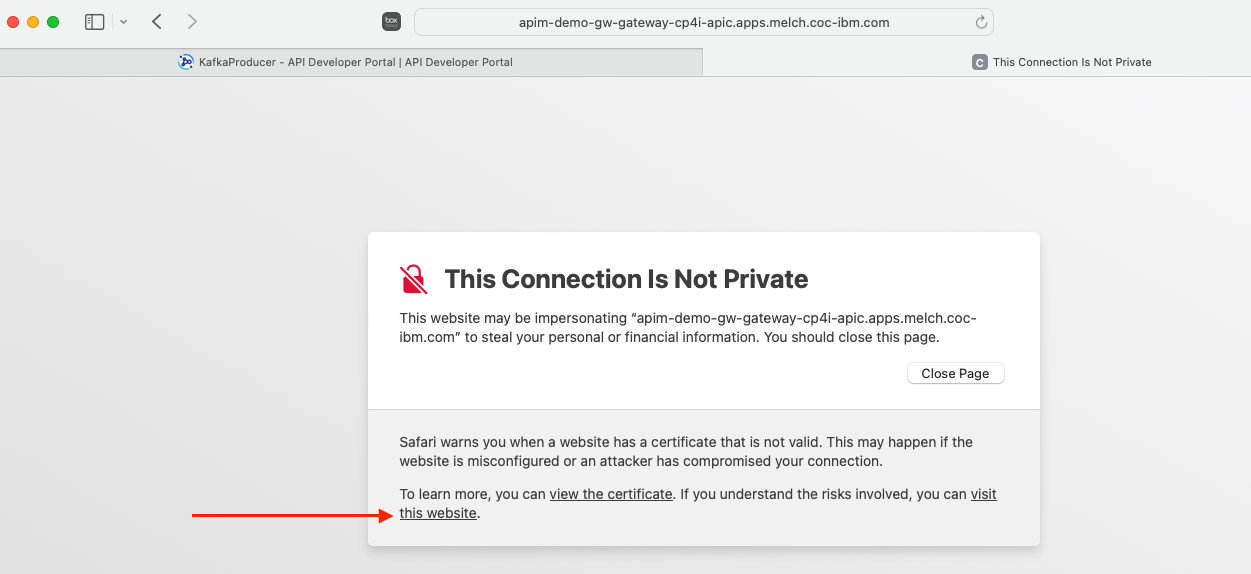 box
apim-demo-gw-gateway-cp4i-apic.apps.melch.coc-ibm.com
KafkaProducer - API Developer Portal | API Developer Portal
C This Connection Is Not Private
This Connection Is Not Private
This website may be impersonating “apim-demo-gw-gateway-cp4i-apic.apps.melch.coc-
ibm.com” to steal your personal or financial information. You should close this page.
Close Page
Safari warns you when a website has a certificate that is not valid. This may happen if the
website is misconfigured or an attacker has compromised your connection.
To learn more, you can view the certificate. If you understand the risks involved, you can visit
this website.